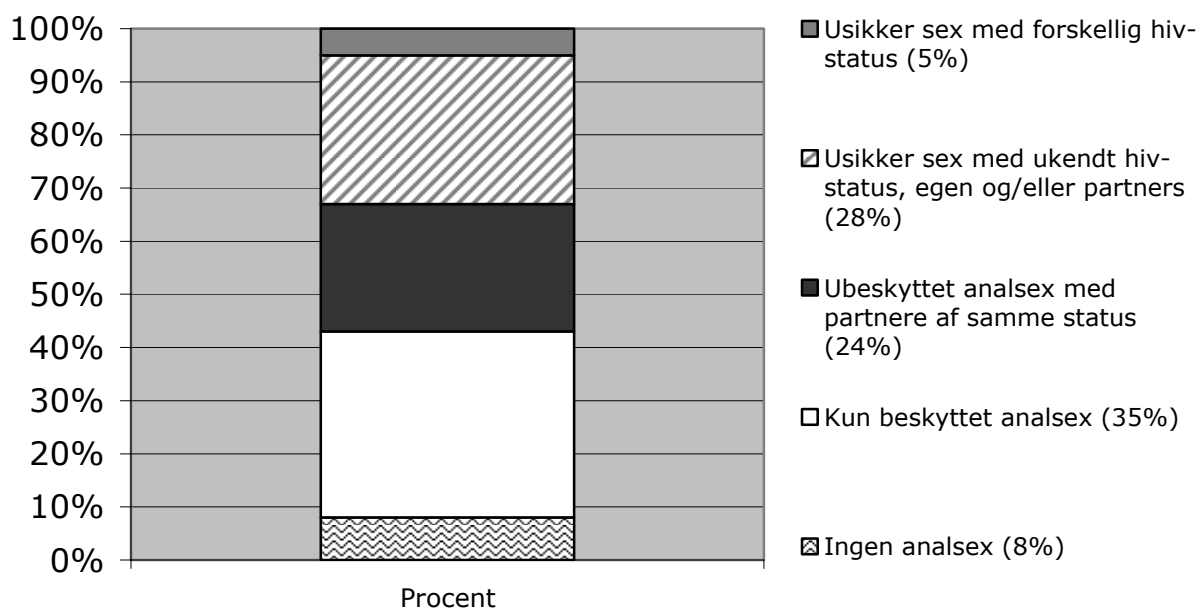 100%
90%
80%
70%
60%
50%
40%
30%
20%
10%
0%
Procent
Usikker sex med forskellig hiv-
status (5%)
Usikker sex med ukendt hiv-
status, egen og/eller partners
(28%)
Ubeskyttet analsex med
partnere af samme status
(24%)
Kun beskyttet analsex (35%)
Ingen analsex (8%)